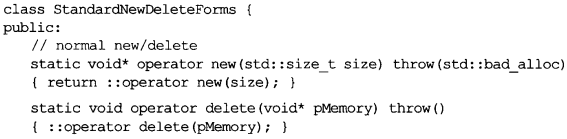 class StandardNewDeleteForms {
public:
// normal new/delete
static void* operator new(std::size_t size) throw(std::bad_alloc)
{ return ::operator new(size); }
static void operator delete(void* pMemory) throw()
{ ::operator delete(pMemory); }